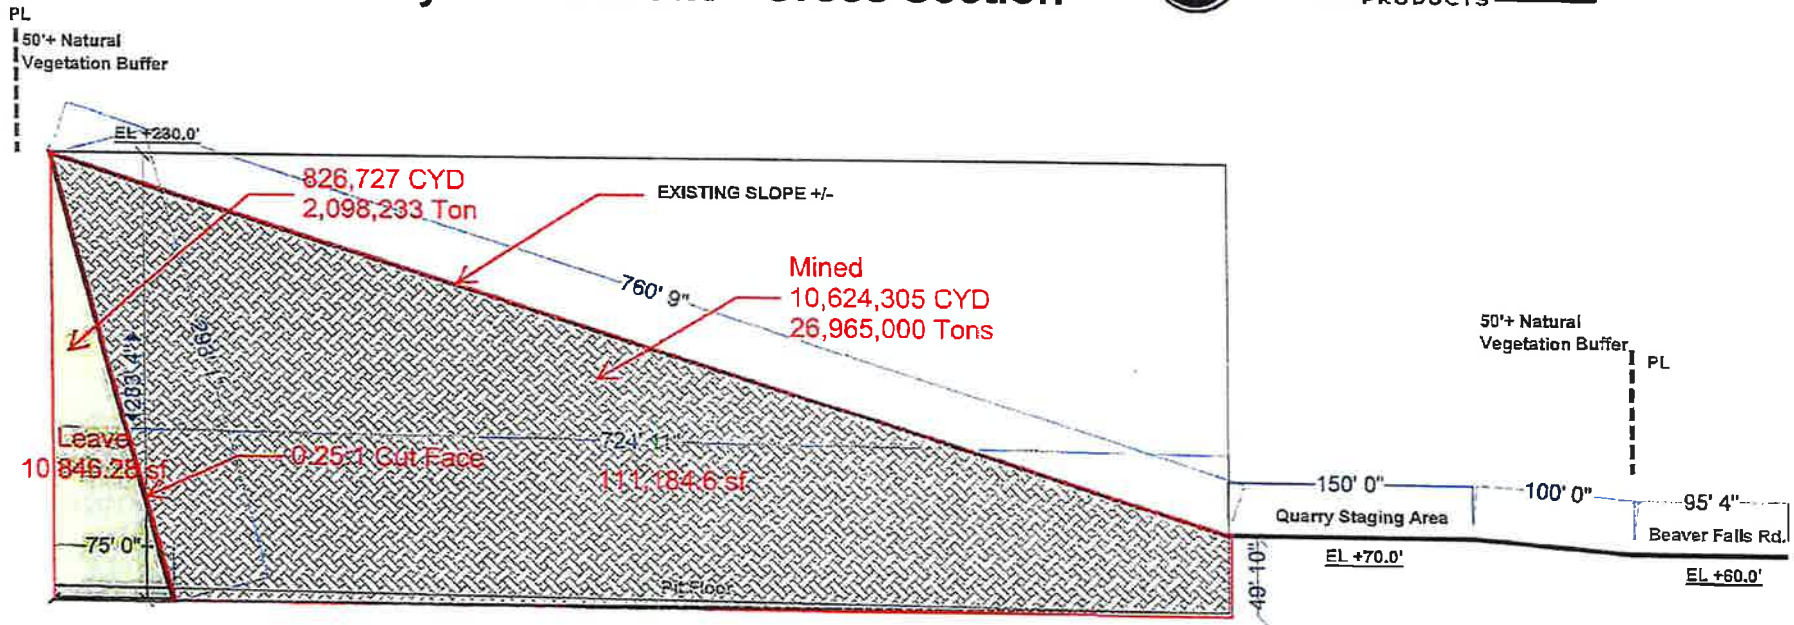 Cross Section
PRODUCTS
PL
50'+ Natural
Vegetation Buffer
EL +230.0'
826,727 CYD
2,098,233 Ton
EXISTING SLOPE +/-
760' 9"
Mined
10,624,305 CYD
26,965,000 Tons
50'+ Natural
Vegetation Buffer
PL
283' 4"
Leave
10,846.28 sf
0.25:1 Cut Face
724' 11"
111,184.6 sf
150' 0"
100' 0"
95' 4"
Quarry Staging Area
Beaver Falls Rd.
75' 0"
EL +70.0'
EL +60.0'
49' 10"
Pit Floor